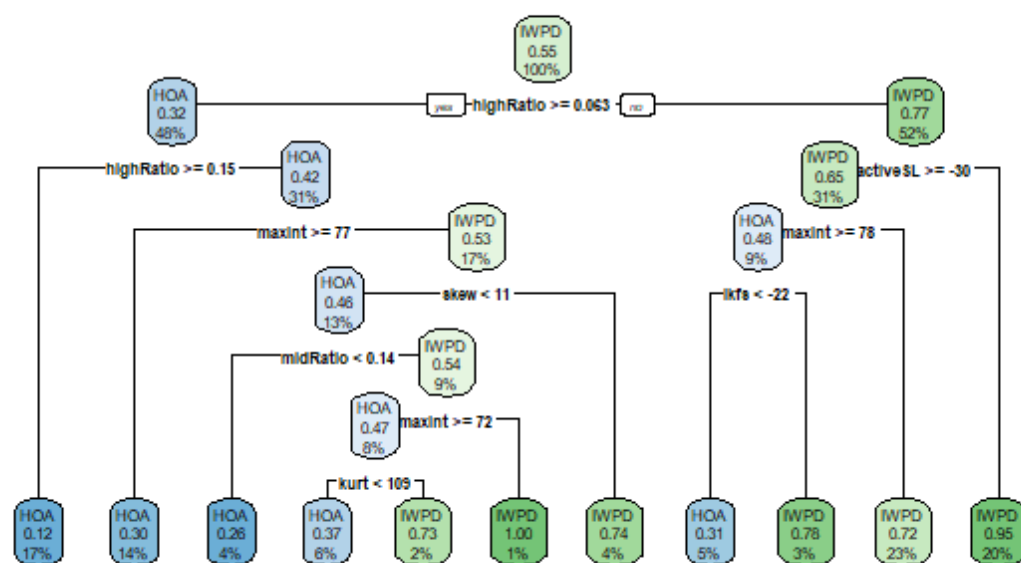 IWPD
0.55
100%
HOA
0.32
48%
yes highRatio >= 0.063 no
IWPD
0.77
52%
highRatio >= 0.15
HOA
0.42
31%
IWPD
0.65
31%
activeSL >= -30
maxInt >= 77
IWPD
0.53
17%
HOA
0.48
9%
maxInt >= 78
HOA
0.46
13%
skew < 11
lkfs < -22
midRatio < 0.14
IWPD
0.54
9%
HOA
0.47
8%
maxInt >= 72
kurt < 109
HOA
0.12
17%
HOA
0.30
14%
HOA
0.26
4%
HOA
0.37
6%
IWPD
0.73
2%
IWPD
1.00
1%
IWPD
0.74
4%
HOA
0.31
5%
IWPD
0.78
3%
IWPD
0.72
23%
IWPD
0.95
20%